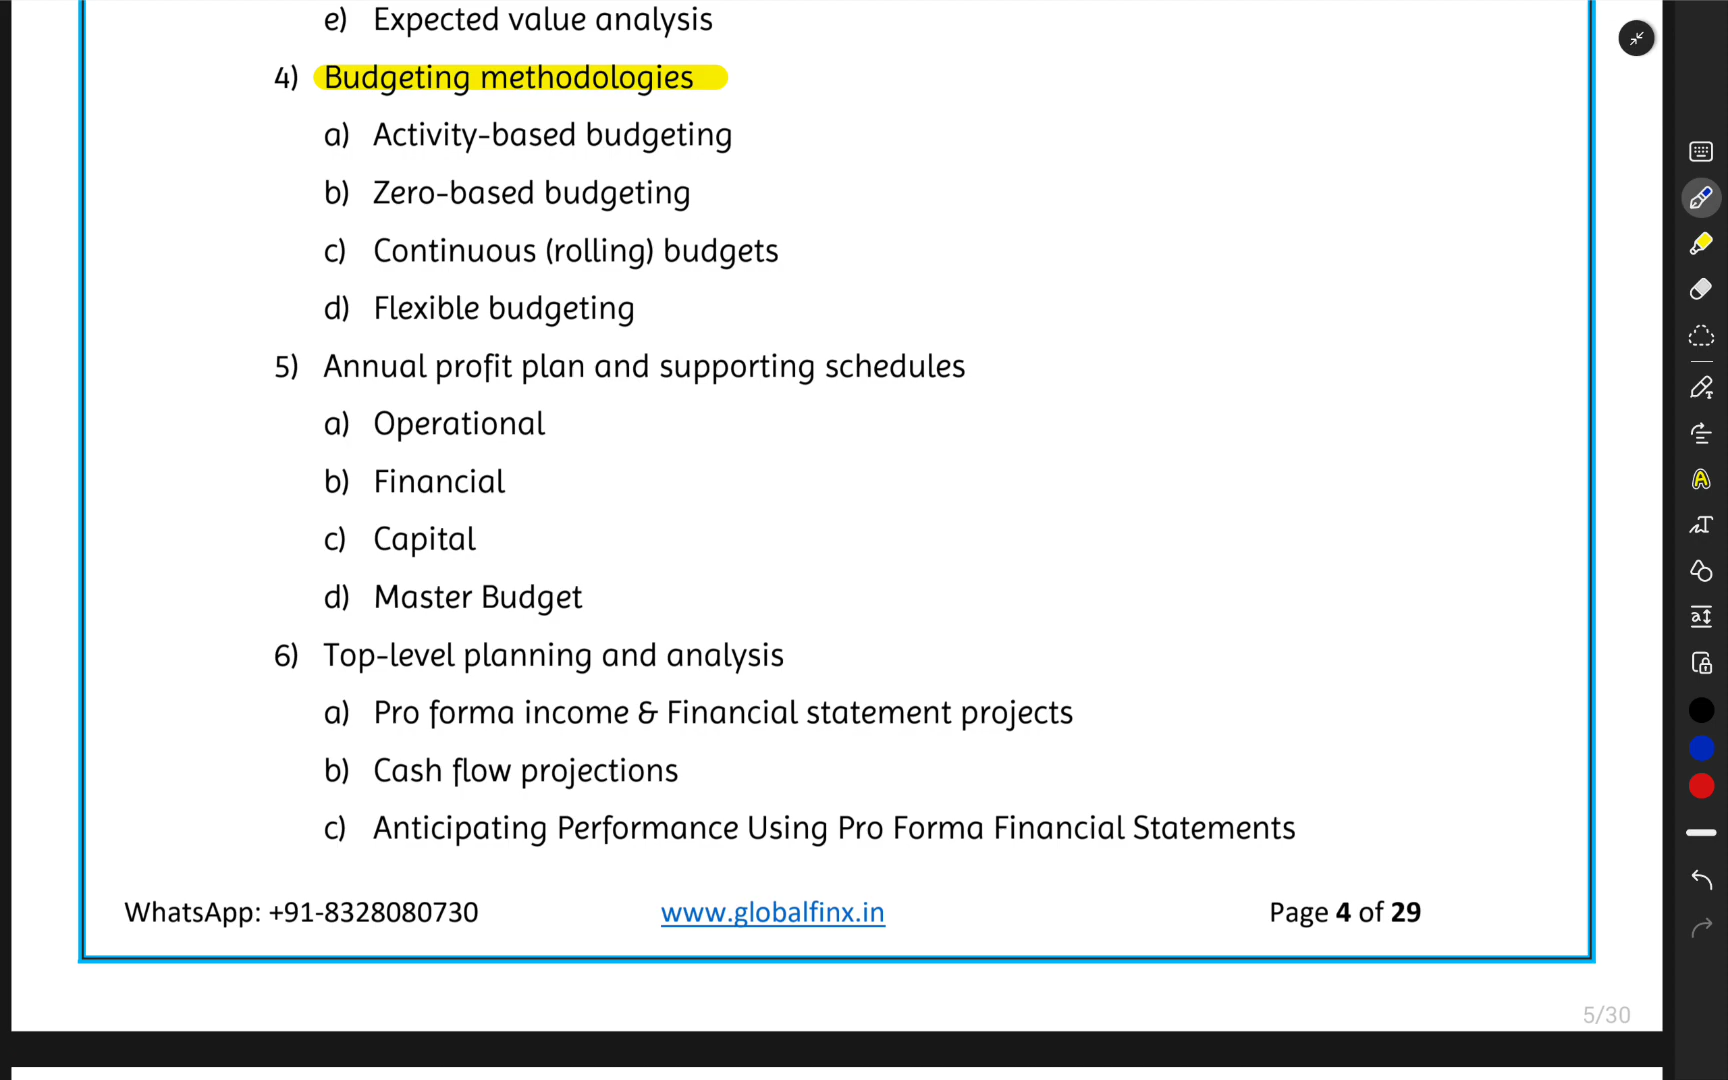 e) Expected value analysis
4) Budgeting methodologies
a) Activity-based budgeting
b) Zero-based budgeting
c) Continuous (rolling) budgets
d) Flexible budgeting
5) Annual profit plan and supporting schedules
a) Operational
b) Financial
c) Capital
d) Master Budget
6) Top-level planning and analysis
a) Pro forma income & Financial statement projects
b) Cash flow projections
c) Anticipating Performance Using Pro Forma Financial Statements
WhatsApp: +91-8328080730 www.globalfinx.in Page 4 of 29
5/30